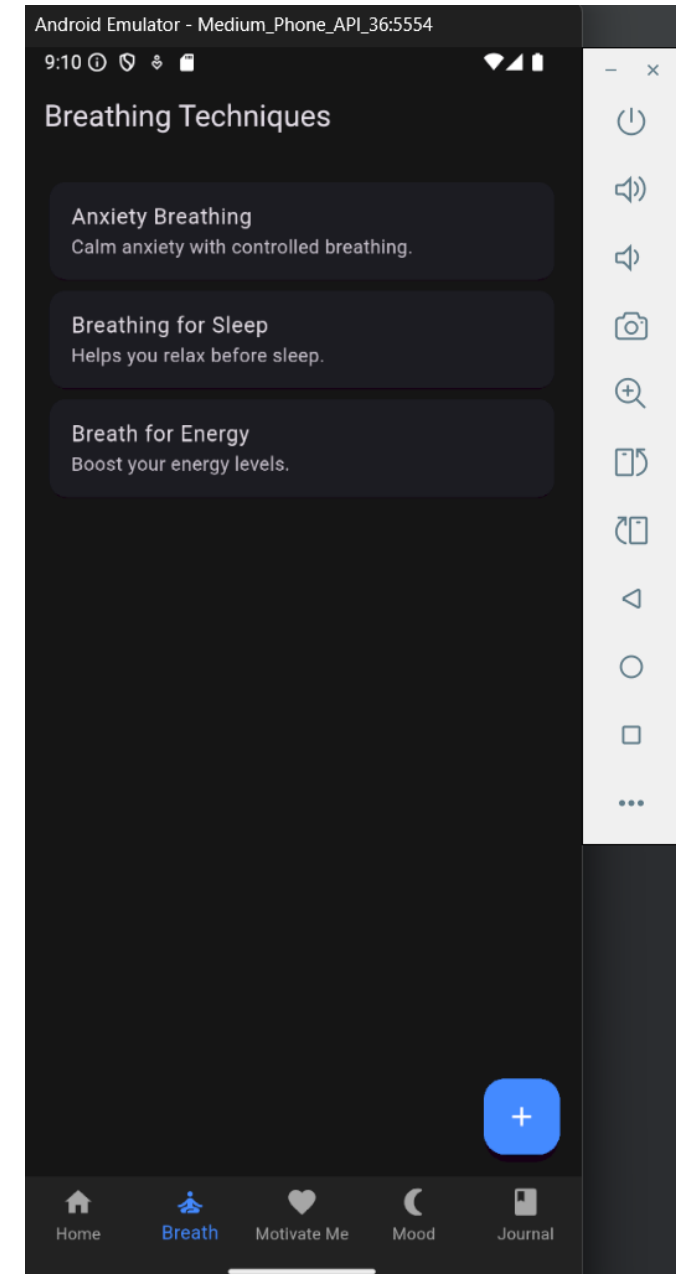 Android Emulator - Medium_Phone_API_36:5554
9:10
Breathing Techniques
Anxiety Breathing
Calm anxiety with controlled breathing.
Breathing for Sleep
Helps you relax before sleep.
Breath for Energy
Boost your energy levels.
Home
Breath
Motivate Me
Mood
Journal